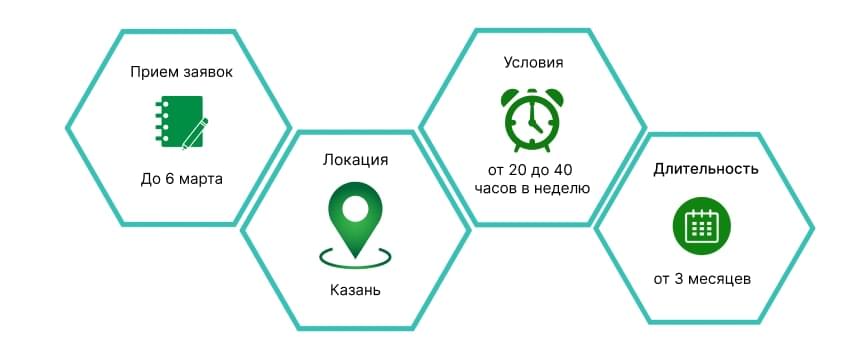 Прием заявок
До 6 марта
Локация
Казань
Условия
от 20 до 40
часов в неделю
Длительность
от 3 месяцев